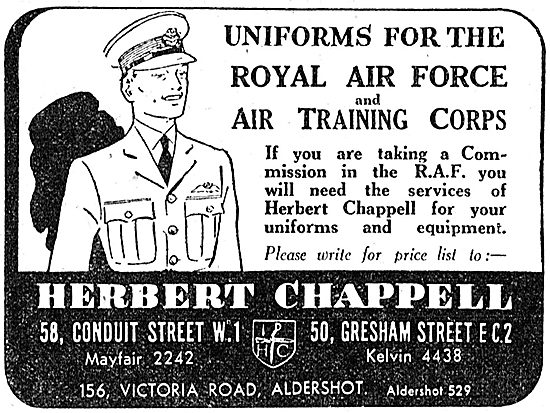 UNIFORMS FOR THE
ROYAL AIR FORCE
and
AIR TRAINING CORPS
If you are taking a Com-
mission in the R.A.F. you
will need the services of
Herbert Chappell for your
uniforms and equipment.
Please write for price list to:—
HERBERT CHAPPELL
58, CONDUIT STREET W.1
50, GRESHAM STREET E C.2
Mayfair 2242
HC
Kelvin 4438
156, VICTORIA ROAD, ALDERSHOT. Aldershot 529